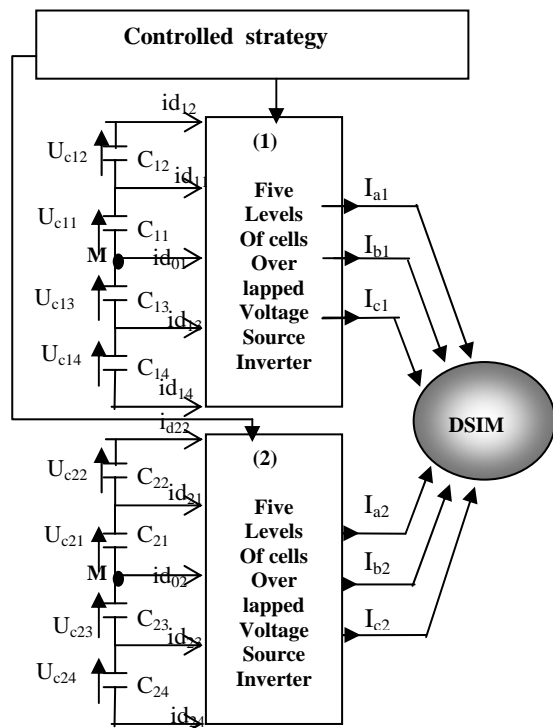 Controlled strategy
id12
(1)
Uc12
C12
id11
Five
Levels
Of cells
Over
lapped
Voltage
Source
Inverter
Ia1
Uc11
C11
M
id01
Ib1
Uc13
C13
id13
Ic1
Uc14
C14
id14
DSIM
id22
(2)
Uc22
C22
id21
Five
Levels
Of cells
Over
lapped
Voltage
Source
Inverter
Ia2
Uc21
C21
M
id02
Ib2
Uc23
C23
id23
Ic2
Uc24
C24
id24